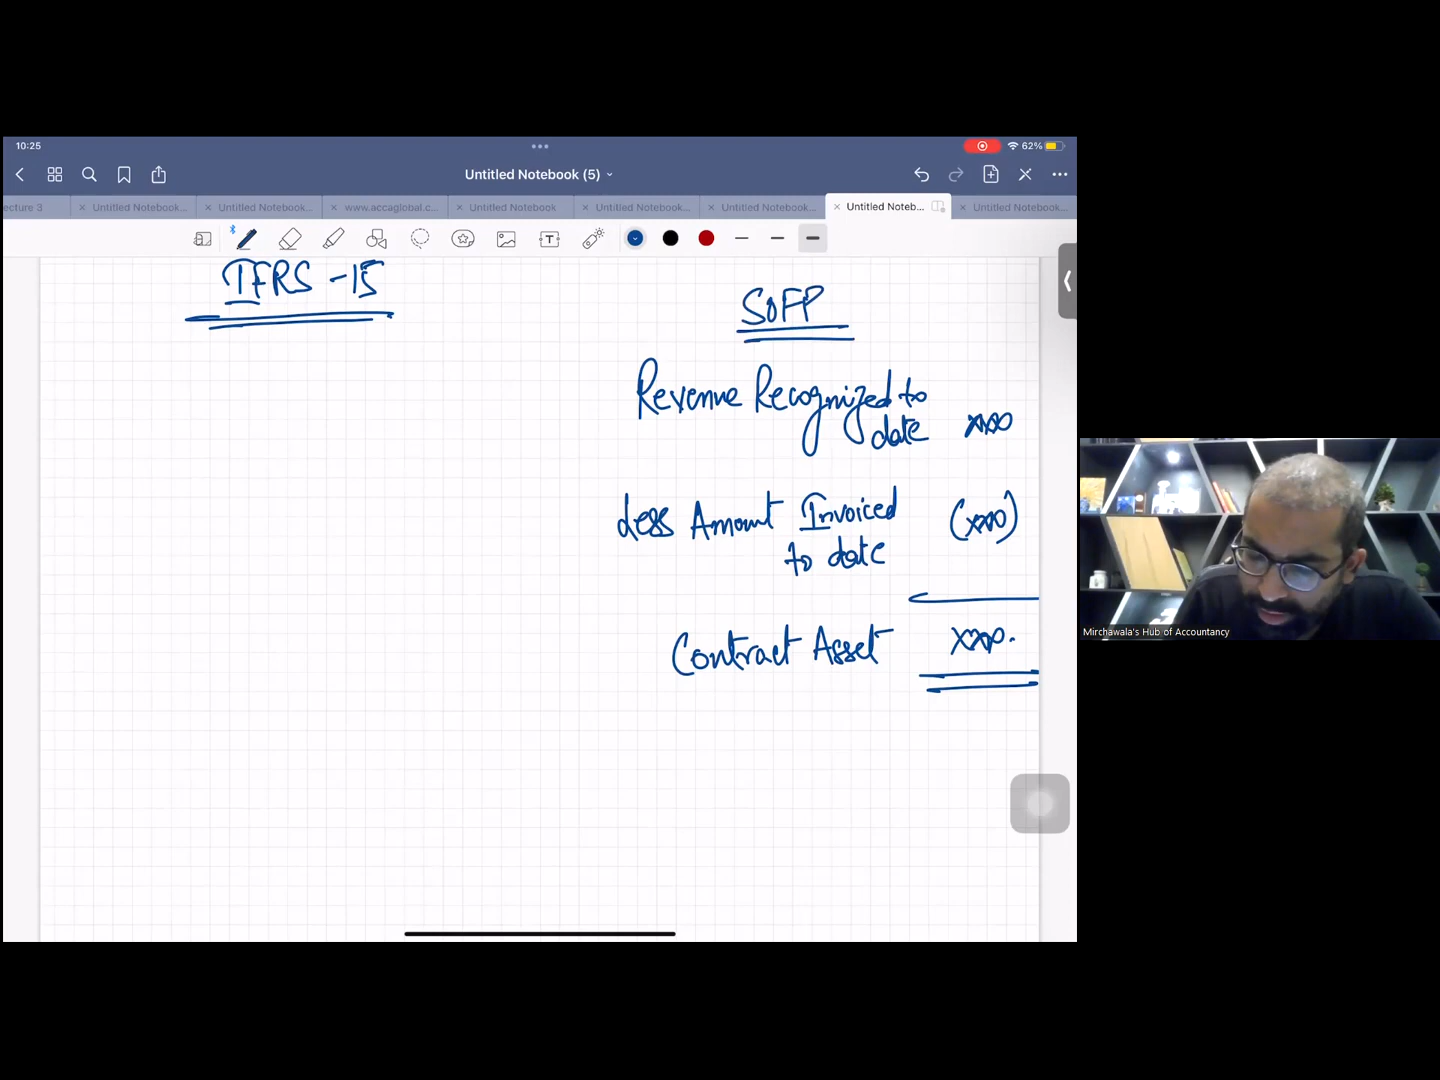 10:25
62%
Untitled Notebook (5)
ecture 3
Untitled Notebook...
Untitled Notebook...
www.accaglobal.c...
Untitled Notebook
Untitled Notebook...
Untitled Notebook...
Untitled Noteb...
Untitled Notebook...
T
IFRS -15
SOFP
Revenue Recognized to
date xxx
Less Amount Invoiced (xxx)
to date
Contract Asset xxx.
Mirchawala's Hub of Accountancy